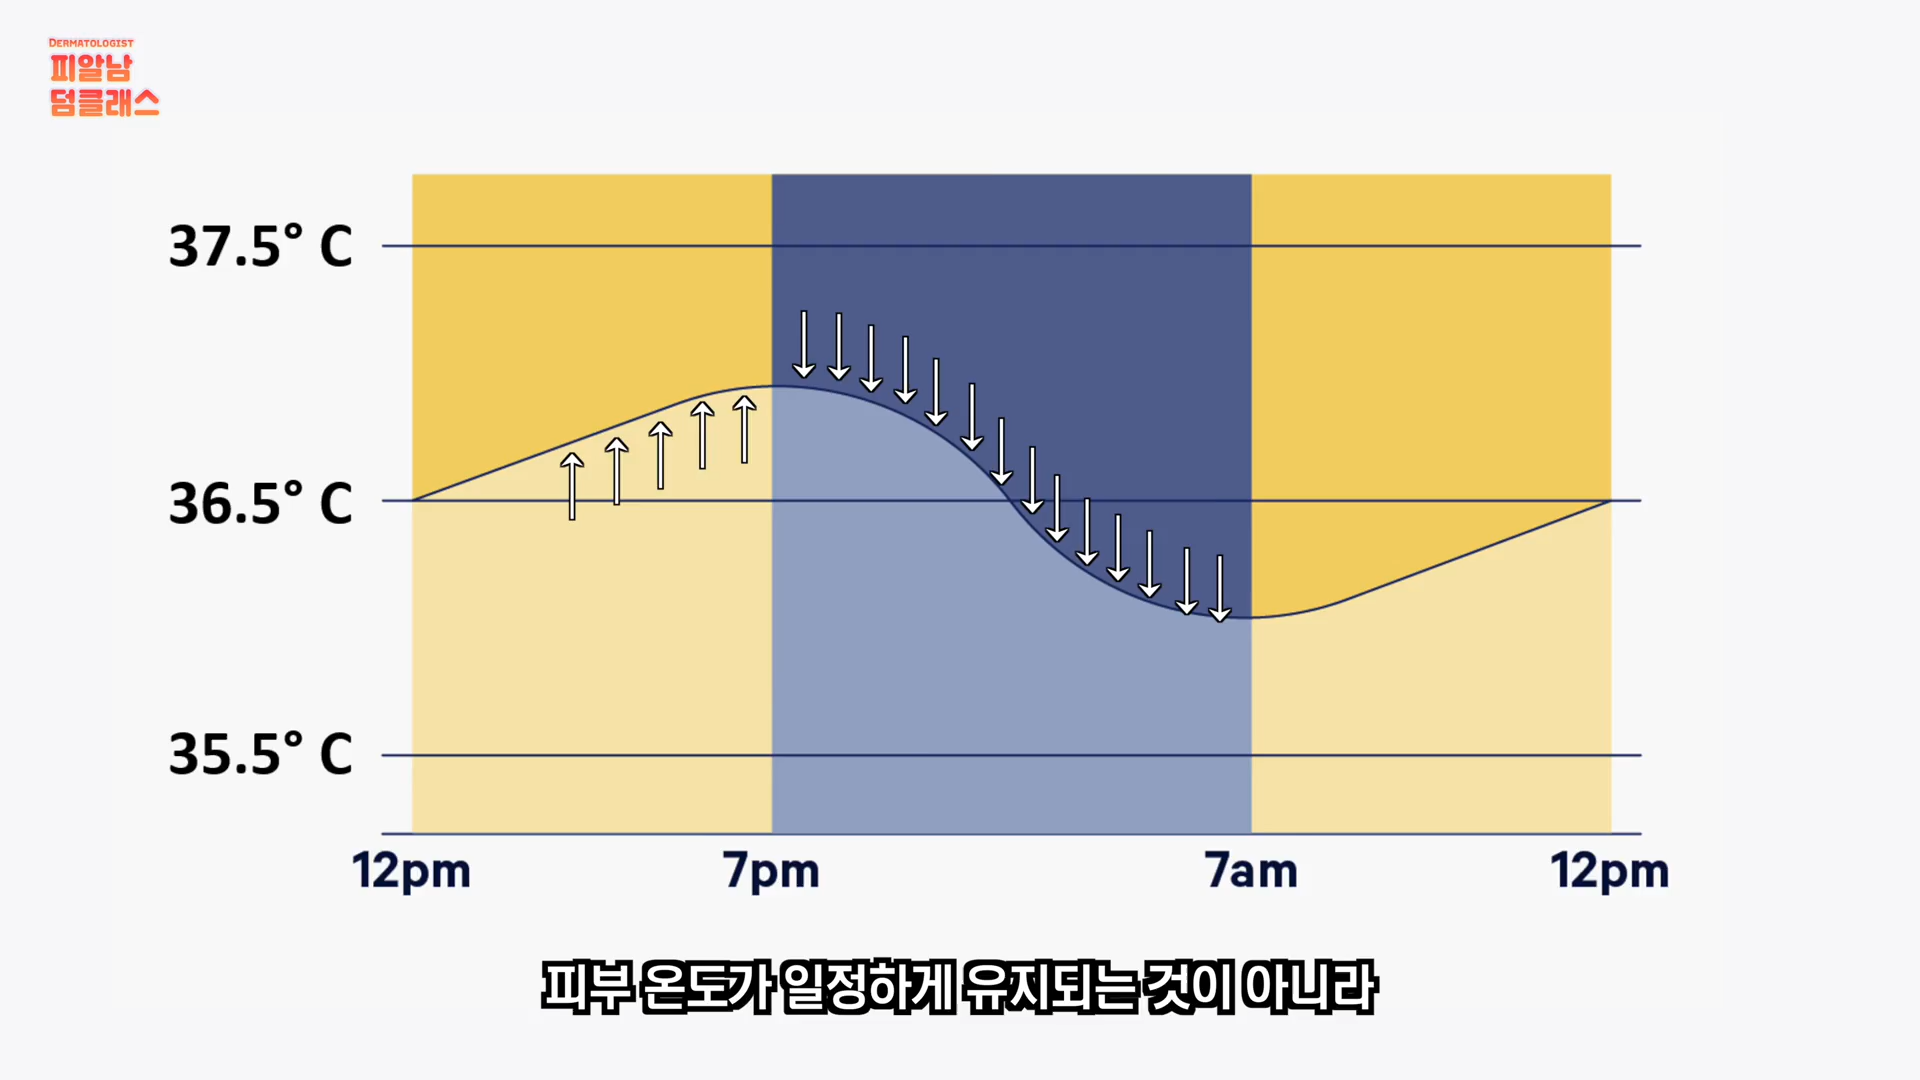 DERMATOLOGIST
피알남
덤클래스
37.5° C
36.5° C
35.5° C
12pm 7pm 7am 12pm
피부 온도가 일정하게 유지되는 것이 아니라